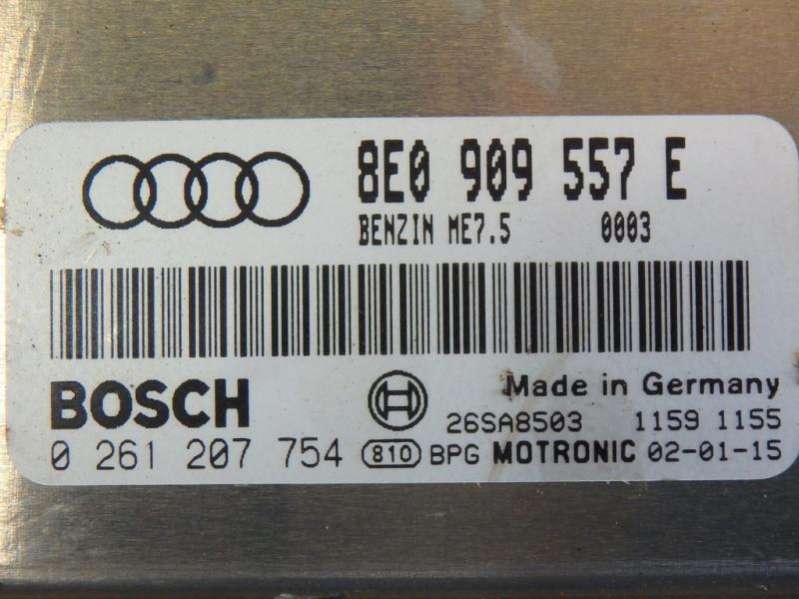 8E0 909 557 E
BENZIN ME7.5 0003
BOSCH
Made in Germany
26SA8503 1159 1155
0 261 207 754 810 BPG MOTRONIC 02-01-15